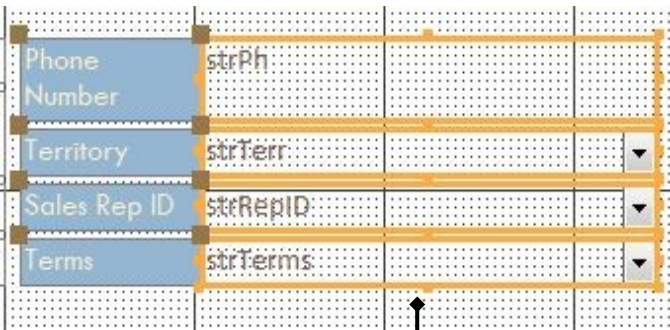 Phone strPh
Number
Territory strTerr
Sales Rep ID strRepID
Terms strTerms